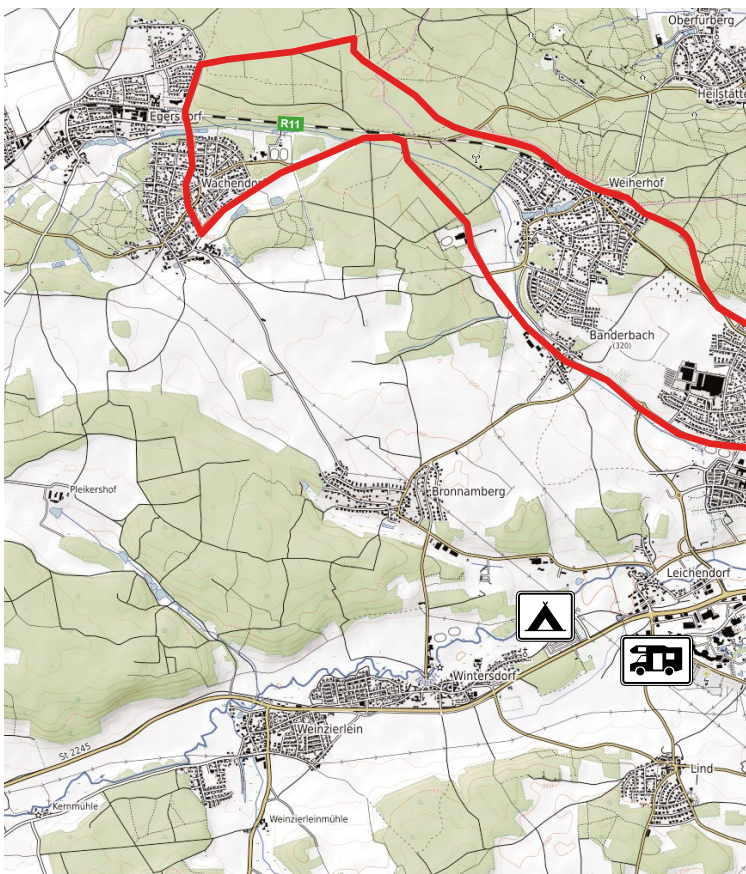 Oberfürberg
Heilstätte
Egersdorf
R11
Wachendorf
Weiherhof
Banderbach
(320)
Pleikershof
Bronnamberg
Leichendorf
Wintersdorf
Weinzierlein
St 2245
Lind
Kernmühle
Weinzierleinmühle